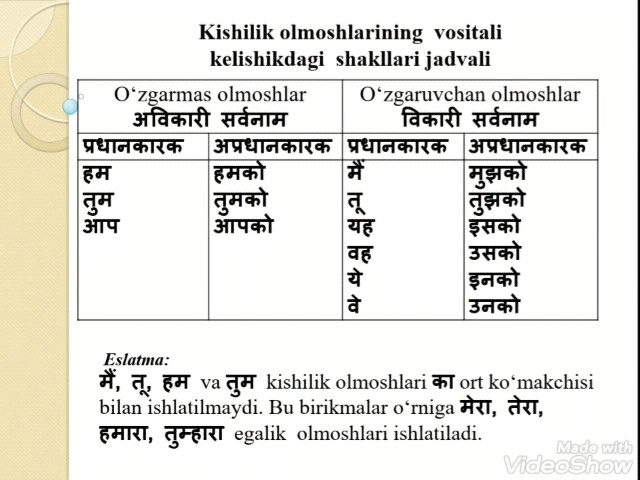 Kishilik olmoshlarining vositali
kelishikdagi shakllari jadvali
O‘zgarmas olmoshlar O‘zgaruvchan olmoshlar
अविकारी सर्वनाम विकारी सर्वनाम
प्रधानकारक अप्रधानकारक प्रधानकारक अप्रधानकारक
हम हमको मैं मुझको
तुम तुमको तू तुझको
आप आपको यह इसको
वह उसको
ये इनको
वे उनको
Eslatma:
मैं, तू, हम va तुम kishilik olmoshlari का ort ko‘makchisi
bilan ishlatilmaydi. Bu birikmalar o‘rniga मेरा, तेरा,
हमारा, तुम्हारा egalik olmoshlari ishlatiladi.
Made with
VideoShow